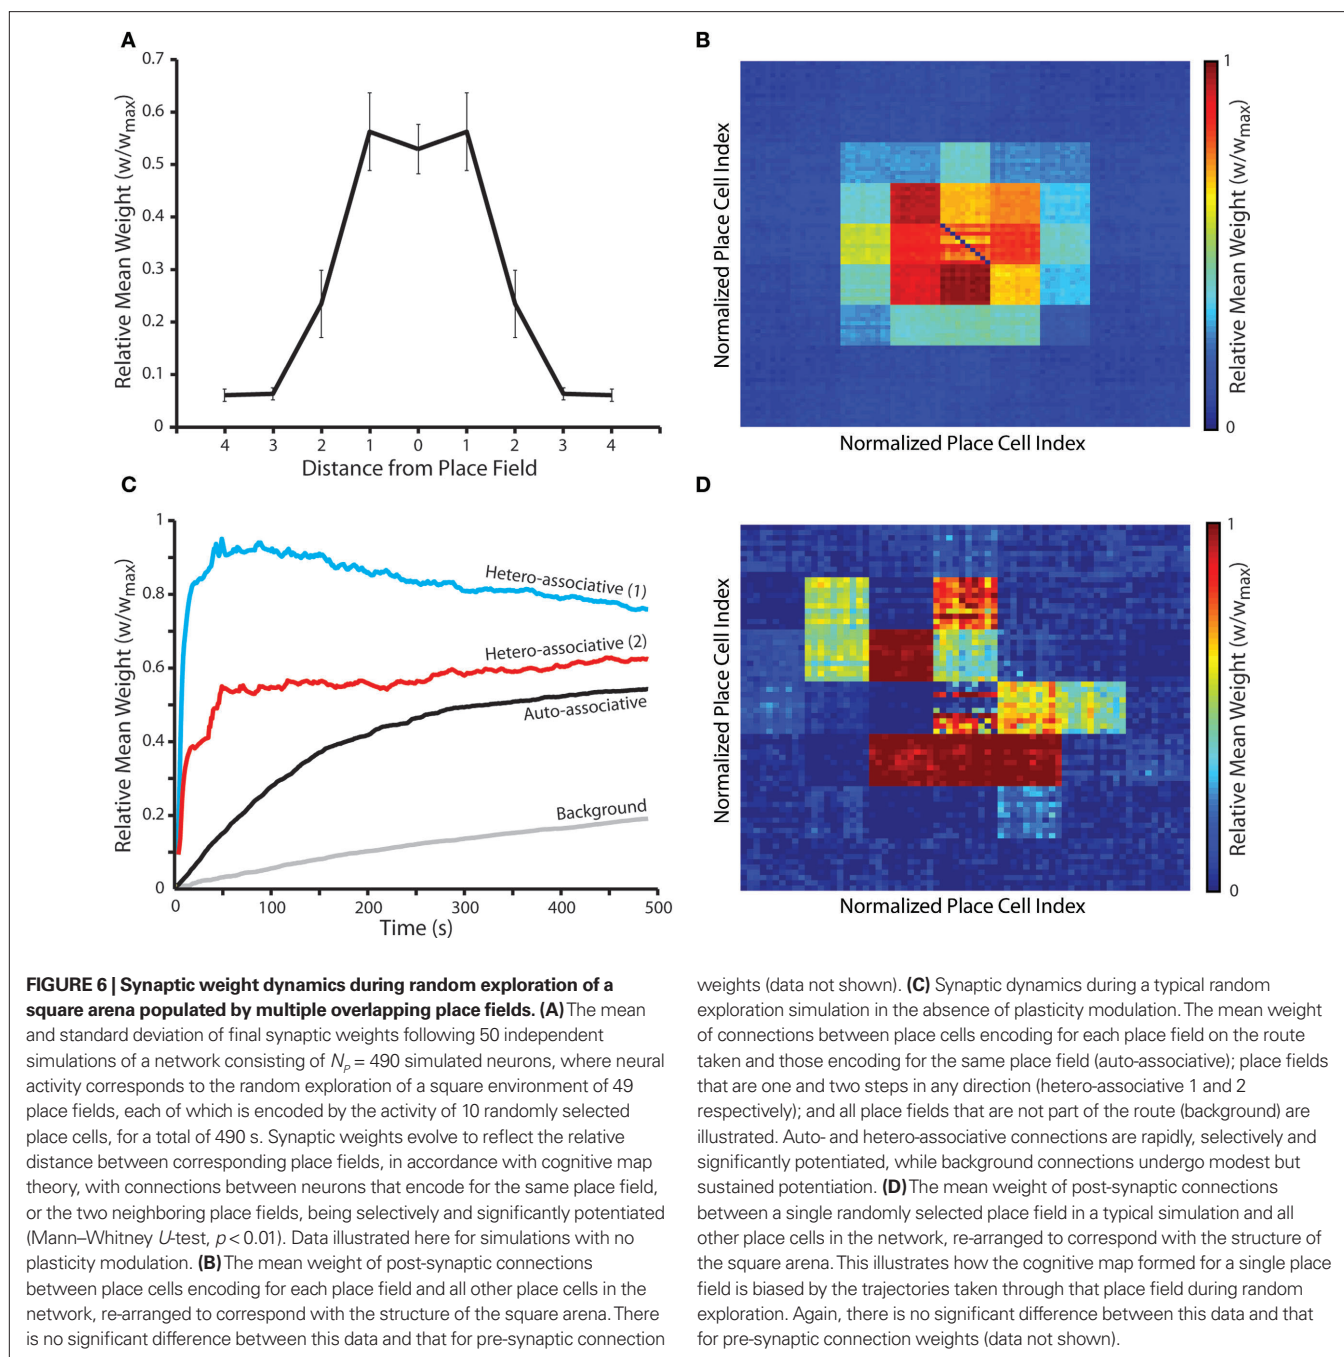 A
0.7
0.6
0.5
0.4
0.3
0.2
0.1
0
4 3 2 1 0 1 2 3 4
Distance from Place Field
Relative Mean Weight (w/wmax)
B
Normalized Place Cell Index
Normalized Place Cell Index
1
0
Relative Mean Weight (w/wmax)
C
1
0.8
0.6
0.4
0.2
0
0 100 200 300 400 500
Time (s)
Relative Mean Weight (w/wmax)
Hetero-associative (1)
Hetero-associative (2)
Auto-associative
Background
D
Normalized Place Cell Index
Normalized Place Cell Index
1
0
Relative Mean Weight (w/wmax)
FIGURE 6 | Synaptic weight dynamics during random exploration of a
square arena populated by multiple overlapping place fields. (A) The mean
and standard deviation of final synaptic weights following 50 independent
simulations of a network consisting of NP = 490 simulated neurons, where neural
activity corresponds to the random exploration of a square environment of 49
place fields, each of which is encoded by the activity of 10 randomly selected
place cells, for a total of 490 s. Synaptic weights evolve to reflect the relative
distance between corresponding place fields, in accordance with cognitive map
theory, with connections between neurons that encode for the same place field,
or the two neighboring place fields, being selectively and significantly potentiated
(Mann–Whitney U-test, p < 0.01). Data illustrated here for simulations with no
plasticity modulation. (B) The mean weight of post-synaptic connections
between place cells encoding for each place field and all other place cells in the
network, re-arranged to correspond with the structure of the square arena. There
is no significant difference between this data and that for pre-synaptic connection
weights (data not shown). (C) Synaptic dynamics during a typical random
exploration simulation in the absence of plasticity modulation. The mean weight
of connections between place cells encoding for each place field on the route
taken and those encoding for the same place field (auto-associative); place fields
that are one and two steps in any direction (hetero-associative 1 and 2
respectively); and all place fields that are not part of the route (background) are
illustrated. Auto- and hetero-associative connections are rapidly, selectively and
significantly potentiated, while background connections undergo modest but
sustained potentiation. (D) The mean weight of post-synaptic connections
between a single randomly selected place field in a typical simulation and all
other place cells in the network, re-arranged to correspond with the structure of
the square arena. This illustrates how the cognitive map formed for a single place
field is biased by the trajectories taken through that place field during random
exploration. Again, there is no significant difference between this data and that
for pre-synaptic connection weights (data not shown).